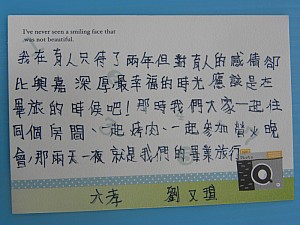 I've never seen a smiling face that
was not beautiful.
我在育人只待了兩年但對育人的感情卻
比奧嘉深厚最幸福的時光應該是在
畢旅的時候吧!那時我們大家一起住
同個房間、一起烤肉、一起參加營火晚
會,那兩天一夜就是我們的畢業旅行
六孝 劉又瑄